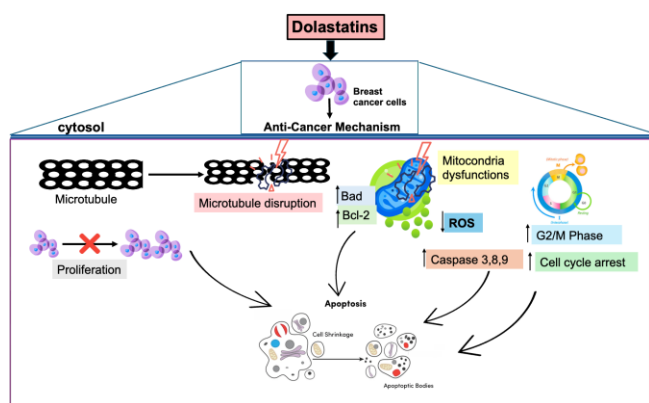 Dolastatins
Breast
cancer cells
cytosol
Anti-Cancer Mechanism
Microtubule
Microtubule disruption
Mitocondria
dysfunctions
Bad
Bcl-2
ROS
G2/M Phase
Proliferation
Caspase 3,8,9
Cell cycle arrest
Apoptosis
Cell Shrinkage
Apoptoptic Bodies